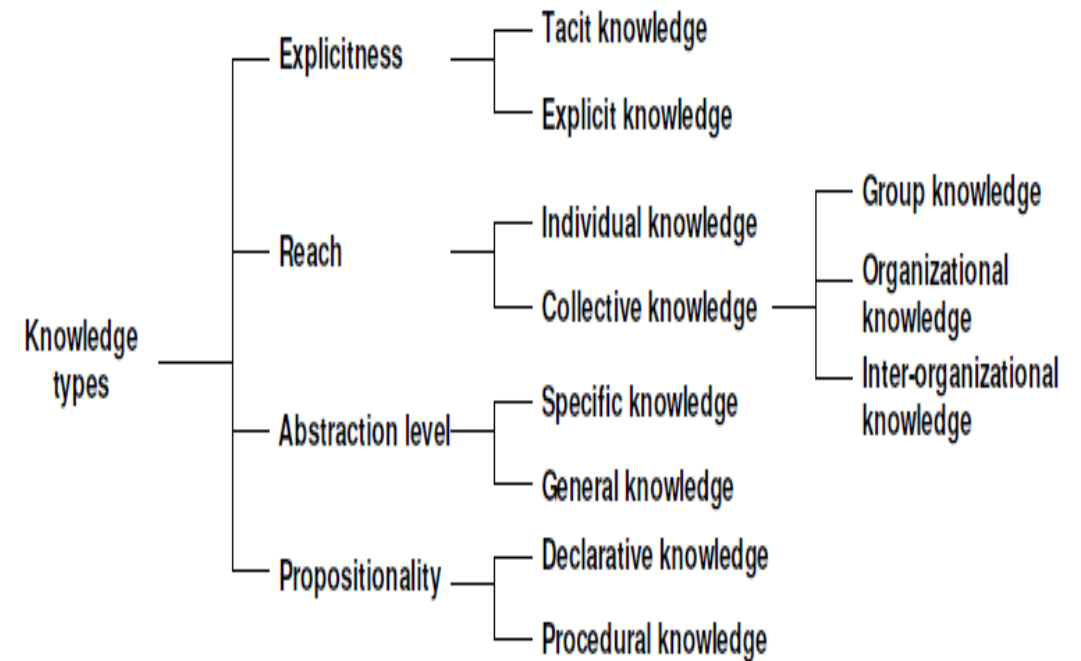 Knowledge
types
Explicitness
Tacit knowledge
Explicit knowledge
Reach
Individual knowledge
Collective knowledge
Group knowledge
Organizational
knowledge
Inter-organizational
knowledge
Abstraction level
Specific knowledge
General knowledge
Propositionality
Declarative knowledge
Procedural knowledge